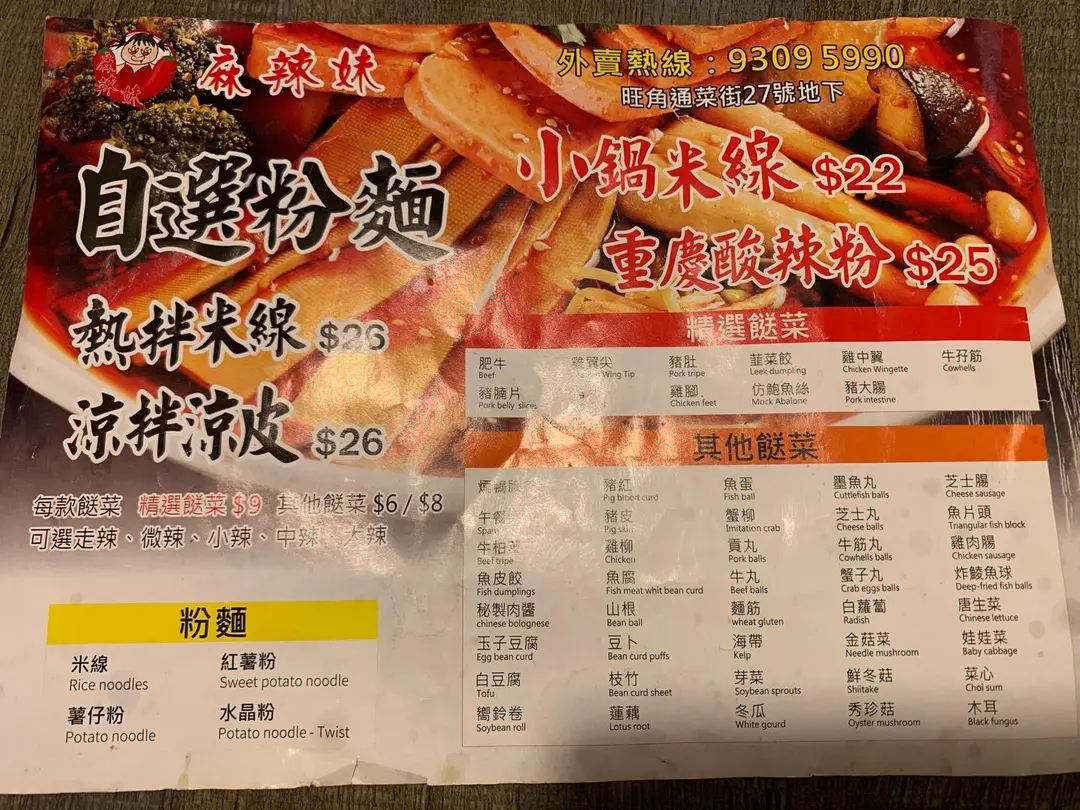 麻辣妹
麻辣妹
外賣熱線：9309 5990
旺角通菜街27號地下
自選粉麵
小鍋米線 $22
重慶酸辣粉 $25
熱拌米線 $26
涼拌涼皮 $26
每款餸菜 精選餸菜 $9 其他餸菜 $6 / $8
可選走辣、微辣、小辣、中辣、大辣
粉麵
米線 紅薯粉
Rice noodles Sweet potato noodle
薯仔粉 水晶粉
Potato noodle Potato noodle - Twist
精選餸菜
肥牛 雞翼尖 豬肚 韮菜餃 雞中翼 牛孖筋
Beef Wing Tip Pork tripe Leek dumpling Chicken Wingette Cowhells
豬腩片 雞腳 仿鮑魚絲 豬大腸
Pork belly slices Chicken feet Mock Abalone Pork intestine
其他餸菜
豬紅 魚蛋 墨魚丸 芝士腸
Pig blood curd Fish ball Cuttlefish balls Cheese sausage
午餐 豬皮 蟹柳 芝士丸 魚片頭
Spam Pig skin Imitation crab Cheese balls Triangular fish block
牛柏葉 雞柳 貢丸 牛筋丸 雞肉腸
Beef tripe Chicken Pork balls Cowhells balls Chicken sausage
魚皮餃 魚腐 牛丸 蟹子丸 炸鯪魚球
Fish dumplings Fish meat whit bean curd Beef balls Crab eggs balls Deep-fried fish balls
秘製肉醬 山根 麵筋 白蘿蔔 唐生菜
chinese bolognese Bean ball wheat gluten Radish Chinese lettuce
玉子豆腐 豆卜 海帶 金菇菜 娃娃菜
Egg bean curd Bean curd puffs Kelp Needle mushroom Baby cabbage
白豆腐 枝竹 芽菜 鮮冬菇 菜心
Tofu Bean curd sheet Soybean sprouts Shiitake Choi sum
嚮鈴卷 蓮藕 冬瓜 秀珍菇 木耳
Soybean roll Lotus root White gourd Oyster mushroom Black fungus